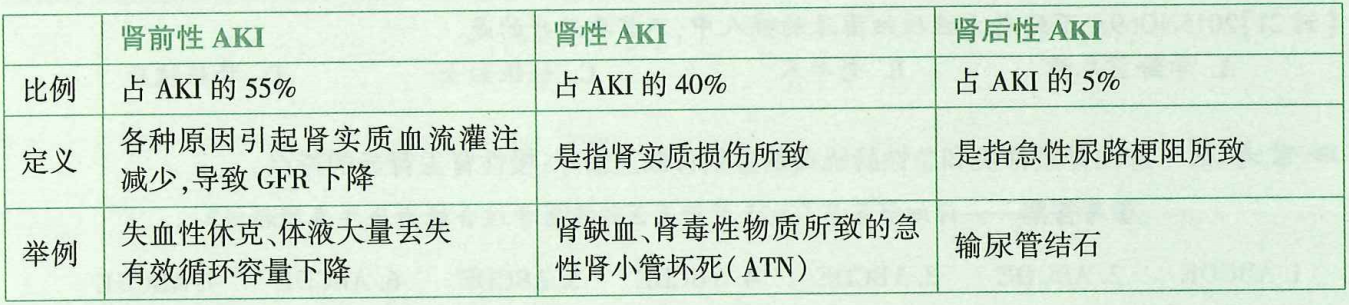 肾前性 AKI 肾性 AKI 肾后性 AKI
比例 占 AKI 的 55% 占 AKI 的 40% 占 AKI 的 5%
定义 各种原因引起肾实质血流灌注减少,导致 GFR 下降 是指肾实质损伤所致 是指急性尿路梗阻所致
举例 失血性休克、体液大量丢失 有效循环容量下降 肾缺血、肾毒性物质所致的急性肾小管坏死(ATN) 输尿管结石